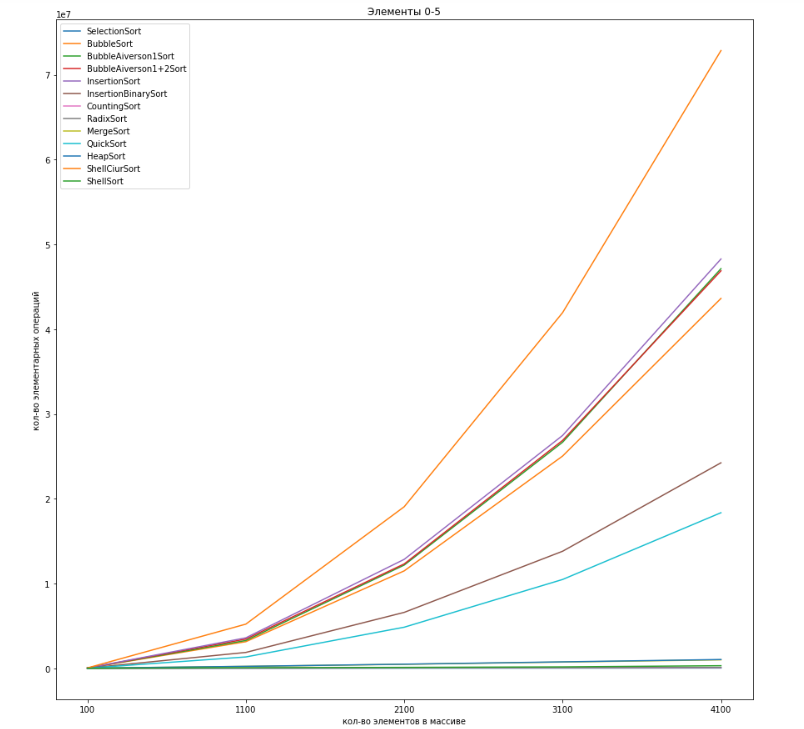 Элементы 0-5
1e7
SelectionSort
BubbleSort
BubbleAiverson1Sort
BubbleAiverson1+2Sort
InsertionSort
InsertionBinarySort
CountingSort
RadixSort
MergeSort
QuickSort
HeapSort
ShellCiurSort
ShellSort
7
6
5
4
3
2
1
0
кол-во элементарных операций
100 1100 2100 3100 4100
кол-во элементов в массиве